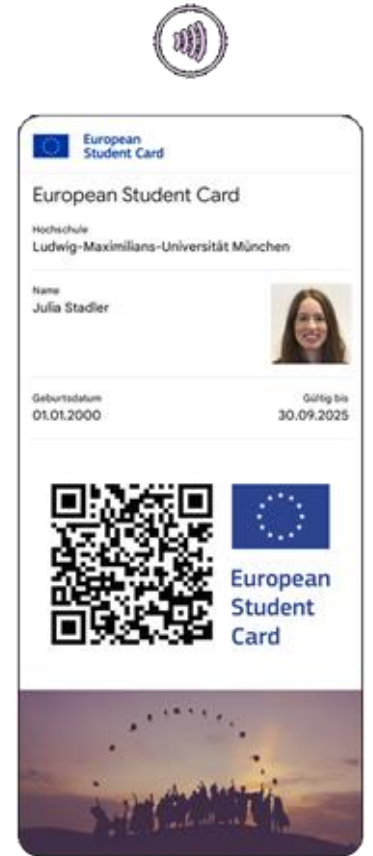 European
Student Card
European Student Card
Hochschule
Ludwig-Maximilians-Universität München
Name
Julia Stadler
Geburtsdatum
Gültig bis
01.01.2000
30.09.2025
European
Student
Card